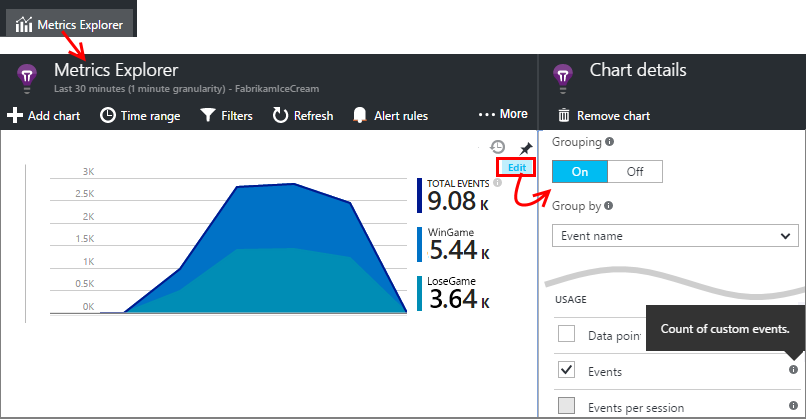 Metrics Explorer
Metrics Explorer
Last 30 minutes (1 minute granularity) - FabrikamIceCream
Add chart
Time range
Filters
Refresh
Alert rules
More
Edit
3K
2.5K
2K
1.5K
1K
0.5K
0K
TOTAL EVENTS
9.08 K
WinGame
5.44 K
LoseGame
3.64 K
Chart details
Remove chart
Grouping
On
Off
Group by
Event name
USAGE
Count of custom events.
Data point
Events
Events per session